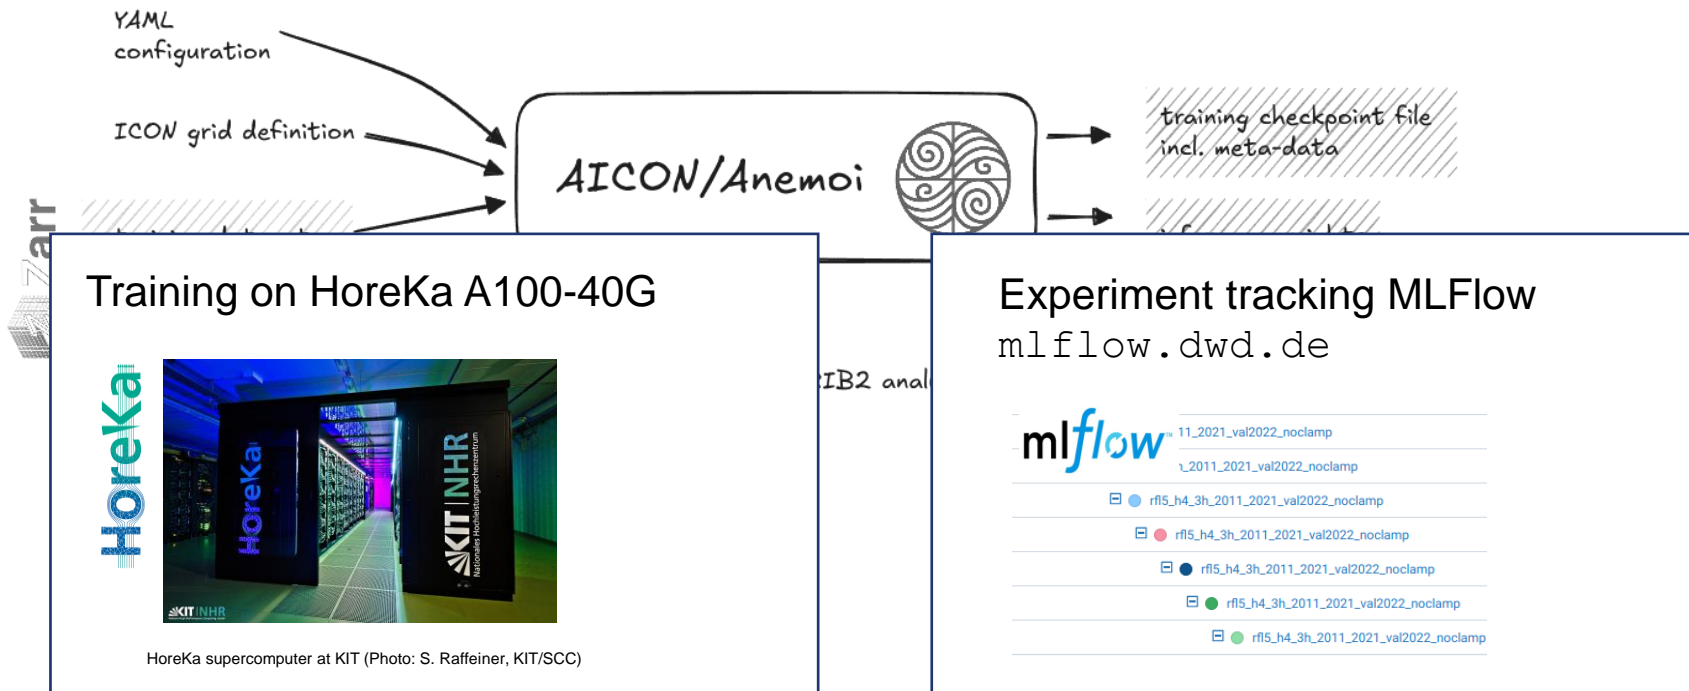 YAML
configuration
ICON grid definition
AICON/Anemoi
training checkpoint file
incl. meta-data
Zarr
Training on HoreKa A100-40G
HoreKa
HoreKa
KIT NHR
Nationales Hochleistungsrechenzentrum
KIT NHR
HoreKa supercomputer at KIT (Photo: S. Raffeiner, KIT/SCC)
IB2 anal
Experiment tracking MLFlow
mlflow.dwd.de
mlflow
11_2021_val2022_noclamp
_2011_2021_val2022_noclamp
rfl5_h4_3h_2011_2021_val2022_noclamp
rfl5_h4_3h_2011_2021_val2022_noclamp
rfl5_h4_3h_2011_2021_val2022_noclamp
rfl5_h4_3h_2011_2021_val2022_noclamp
rfl5_h4_3h_2011_2021_val2022_noclamp